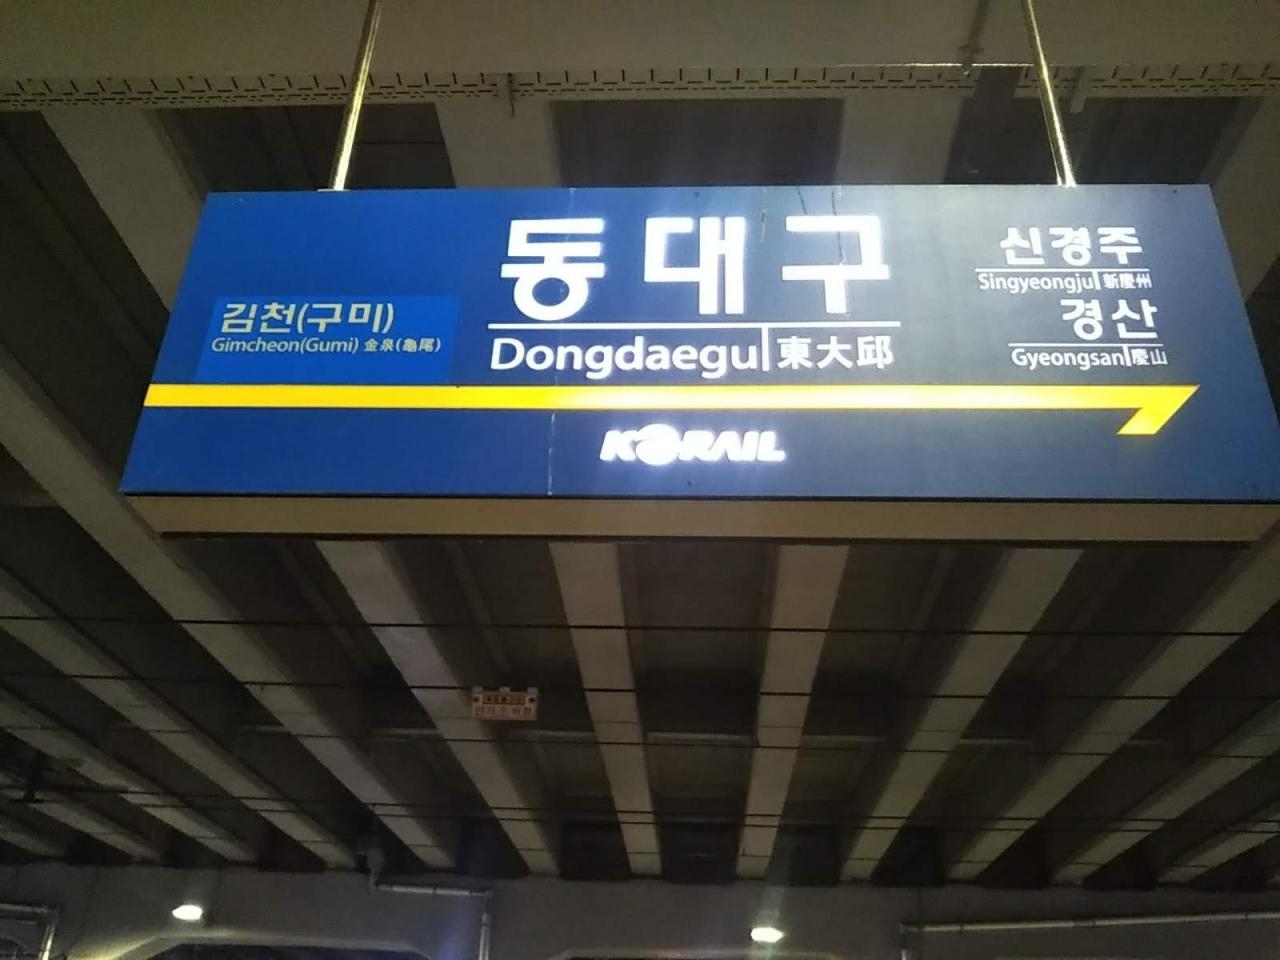 김천(구미)
Gimcheon(Gumi) 金泉(亀尾)
동대구
Dongdaegu 東大邱
신경주
Singyeongju 新慶州
경산
Gyeongsan 慶山
KORAIL